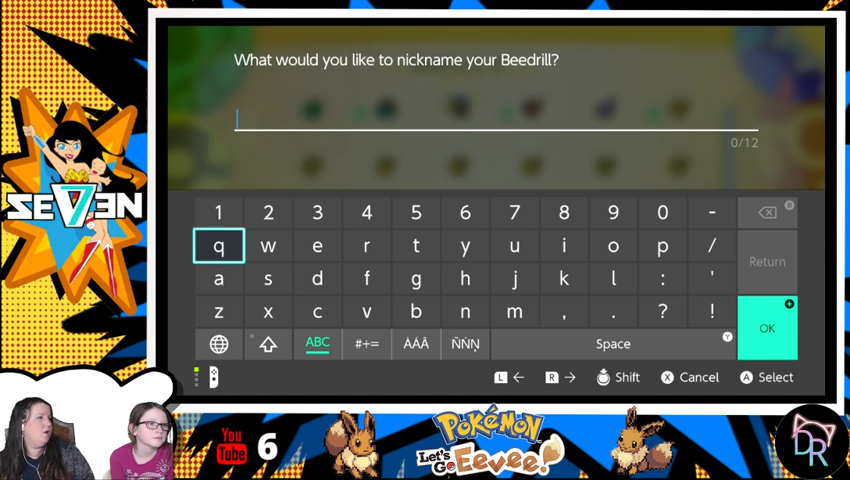 What would you like to nickname your Beedrill?
0/12
1 2 3 4 5 6 7 8 9 0 -
q w e r t y u i o p /
a s d f g h j k l : '
z x c v b n m , . ? !
Return
OK
ABC #+= ÀÁÂ ÑŃŅ Space
L ← R → Shift X Cancel A Select
SEV7EN
You Tube 6
POKÉMON
Let's Go Eevee!
DR